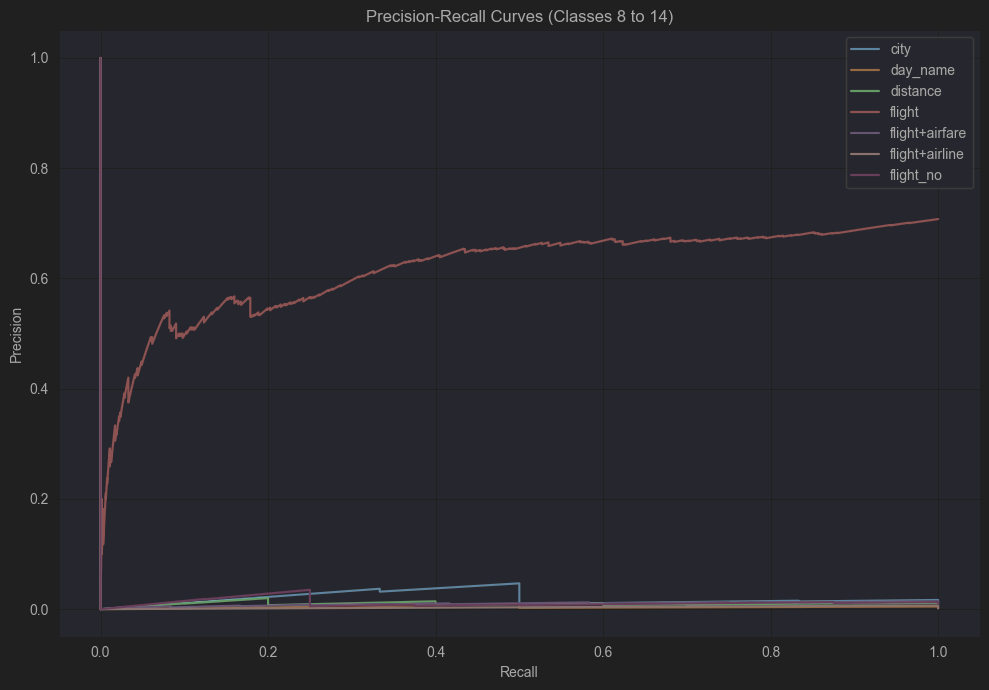 Precision-Recall Curves (Classes 8 to 14)
city
day_name
distance
flight
flight+airfare
flight+airline
flight_no
1.0
0.8
0.6
0.4
0.2
0.0
Precision
0.0 0.2 0.4 0.6 0.8 1.0
Recall